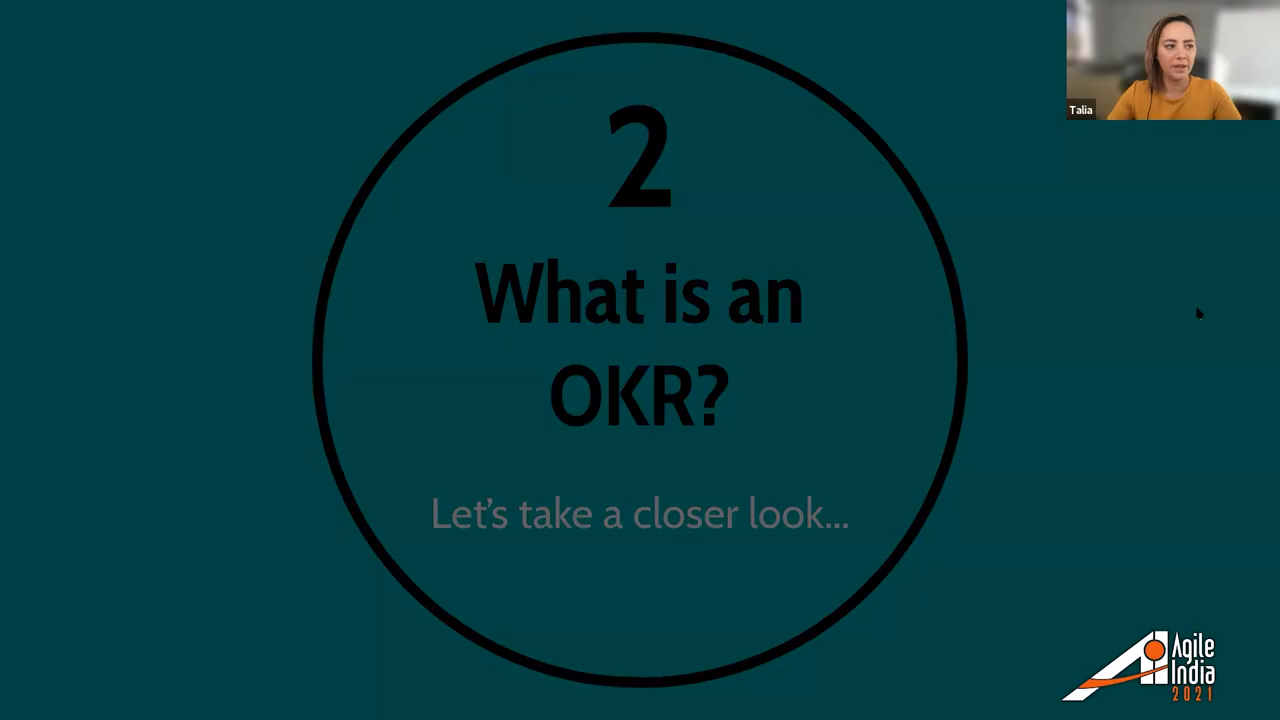 Talia
2
What is an
OKR?
Let's take a closer look...
Agile
India
2021